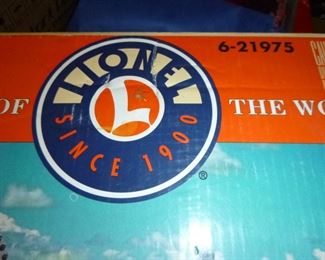 6-21975
LIONEL
L
OF THE WO
SINCE 1900
®